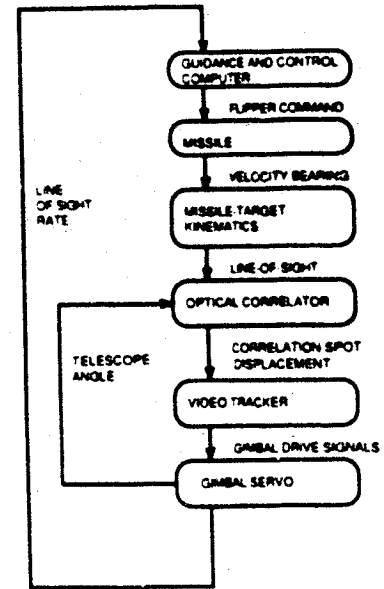 GUIDANCE AND CONTROL
COMPUTER
FLIPPER COMMAND
MISSILE
VELOCITY BEARING
LINE
OF SIGHT
RATE
MISSILE-TARGET
KINEMATICS
LINE-OF-SIGHT
OPTICAL CORRELATOR
CORRELATION SPOT
DISPLACEMENT
TELESCOPE
ANGLE
VIDEO TRACKER
GIMBAL DRIVE SIGNALS
GIMBAL SERVO